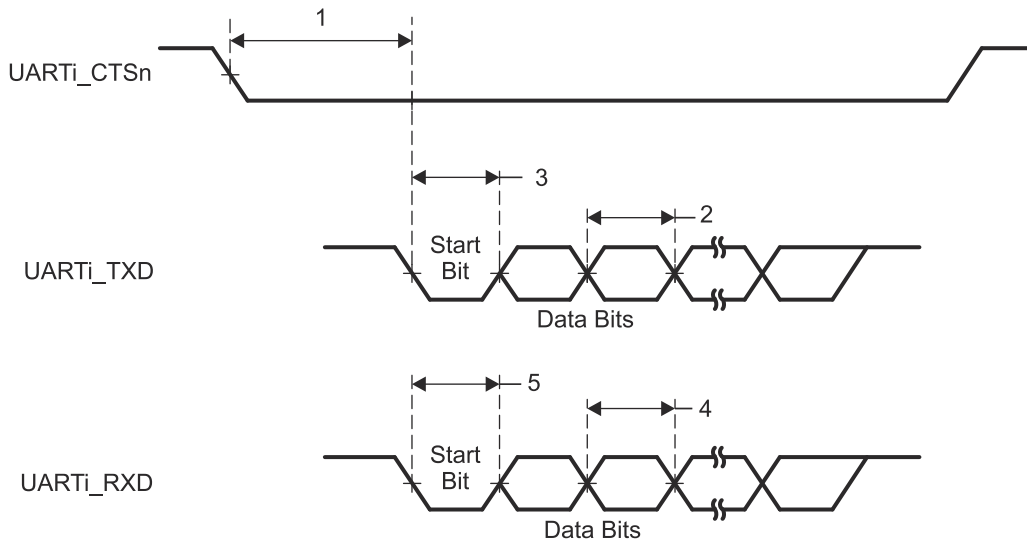 1
UARTi_CTSn
3
Start
Bit
2
UARTi_TXD
Data Bits
5
Start
Bit
4
UARTi_RXD
Data Bits